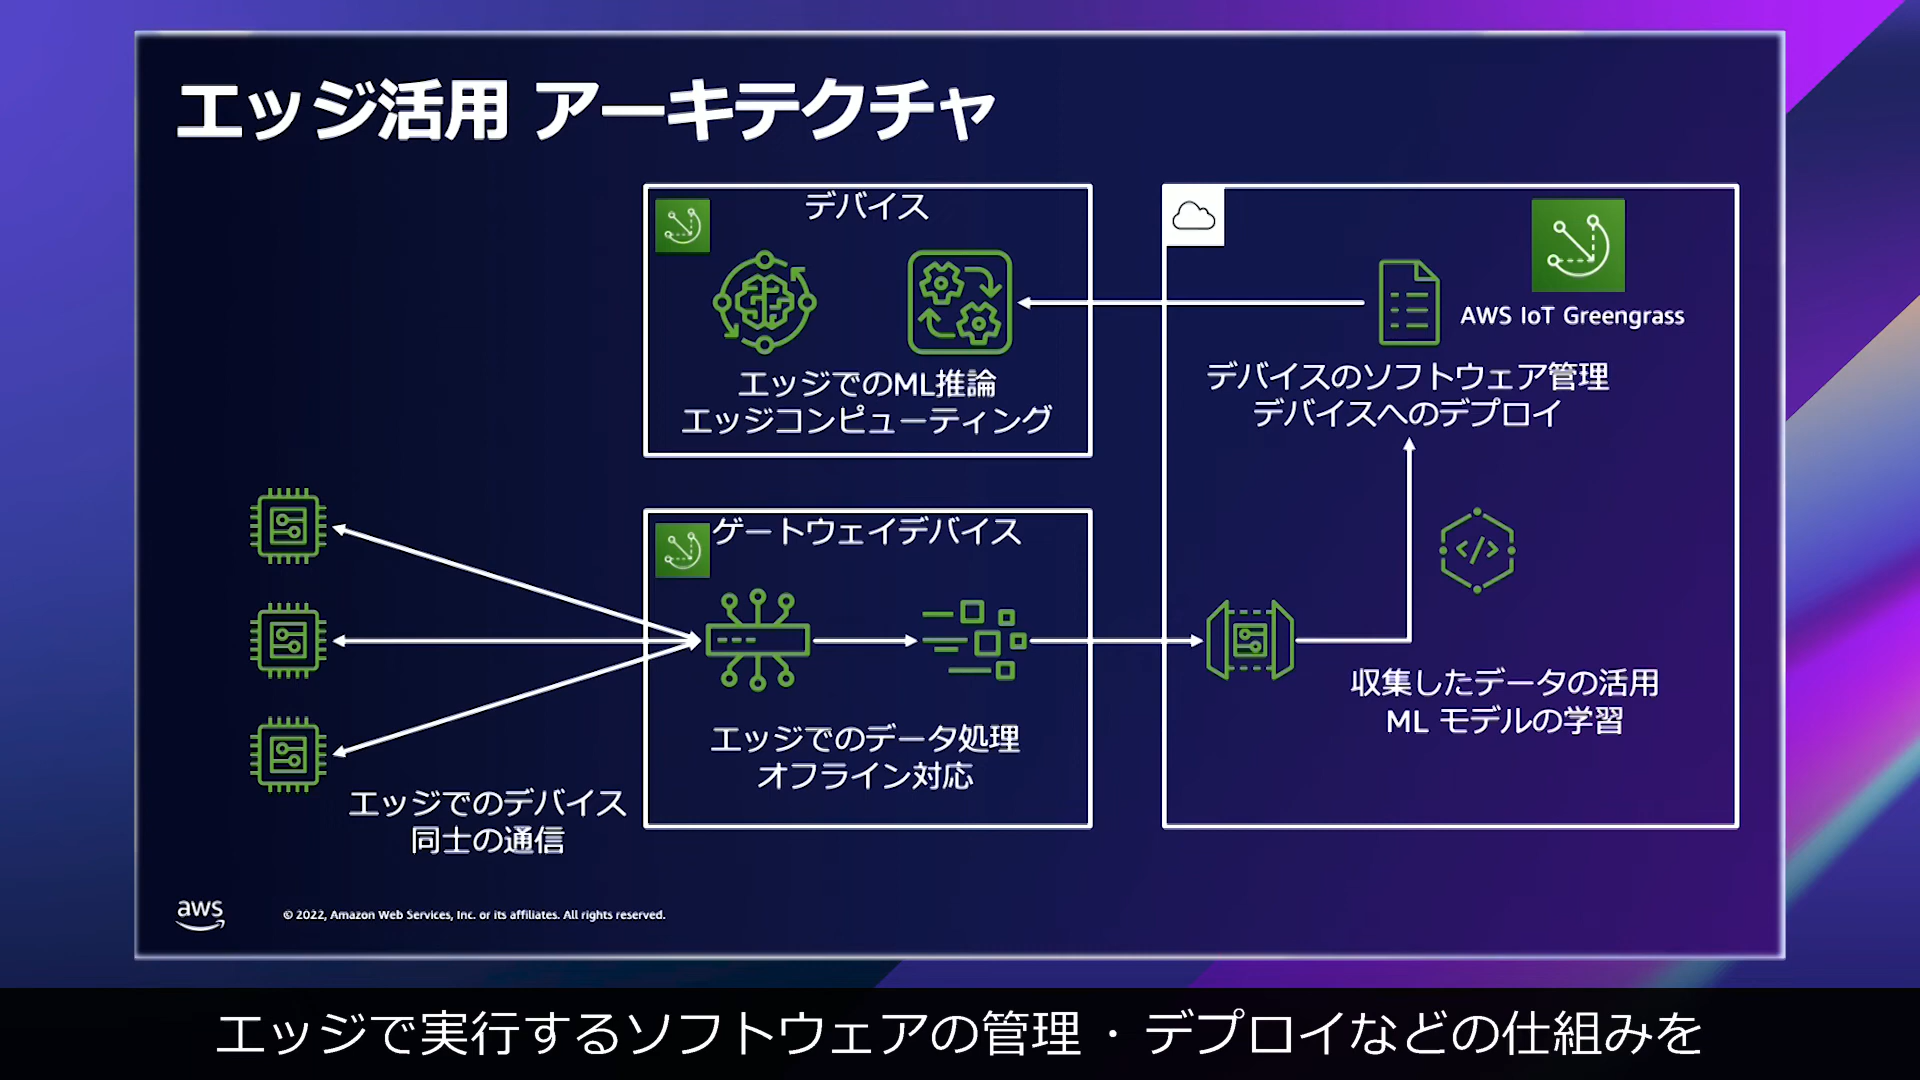 エッジ活用 アーキテクチャ
デバイス
エッジでのML推論
エッジコンピューティング
AWS IoT Greengrass
デバイスのソフトウェア管理
デバイスへのデプロイ
ゲートウェイデバイス
エッジでのデータ処理
オフライン対応
収集したデータの活用
ML モデルの学習
エッジでのデバイス
同士の通信
aws
© 2022, Amazon Web Services, Inc. or its affiliates. All rights reserved.
エッジで実行するソフトウェアの管理・デプロイなどの仕組みを